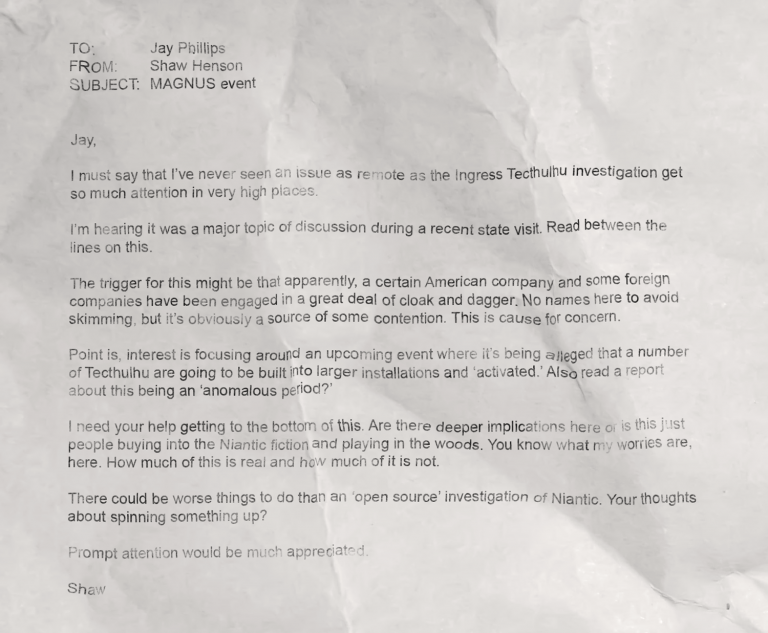 TO: Jay Phillips
FROM: Shaw Henson
SUBJECT: MAGNUS event
Jay,
I must say that I've never seen an issue as remote as the Ingress Tecthulhu investigation get
so much attention in very high places.
I'm hearing it was a major topic of discussion during a recent state visit. Read between the
lines on this.
The trigger for this might be that apparently, a certain American company and some foreign
companies have been engaged in a great deal of cloak and dagger. No names here to avoid
skimming, but it's obviously a source of some contention. This is cause for concern.
Point is, interest is focusing around an upcoming event where it's being alleged that a number
of Tecthulhu are going to be built into larger installations and 'activated.' Also read a report
about this being an 'anomalous period?'
I need your help getting to the bottom of this. Are there deeper implications here or is this just
people buying into the Niantic fiction and playing in the woods. You know what my worries are,
here. How much of this is real and how much of it is not.
There could be worse things to do than an 'open source' investigation of Niantic. Your thoughts
about spinning something up?
Prompt attention would be much appreciated.
Shaw